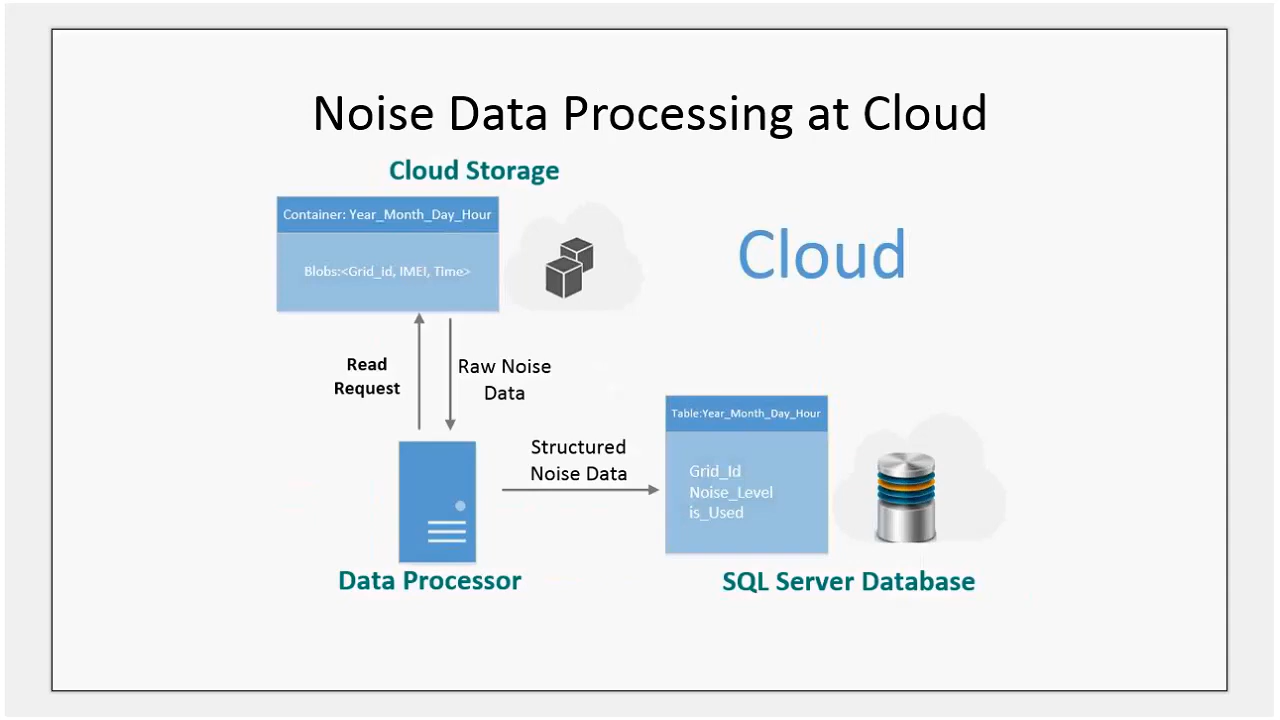 Noise Data Processing at Cloud
Cloud Storage
Container: Year_Month_Day_Hour
Blobs:<Grid_Id, IMEI, Time>
Cloud
Read
Request
Raw Noise
Data
Structured
Noise Data
Table:Year_Month_Day_Hour
Grid_Id
Noise_Level
is_Used
Data Processor
SQL Server Database